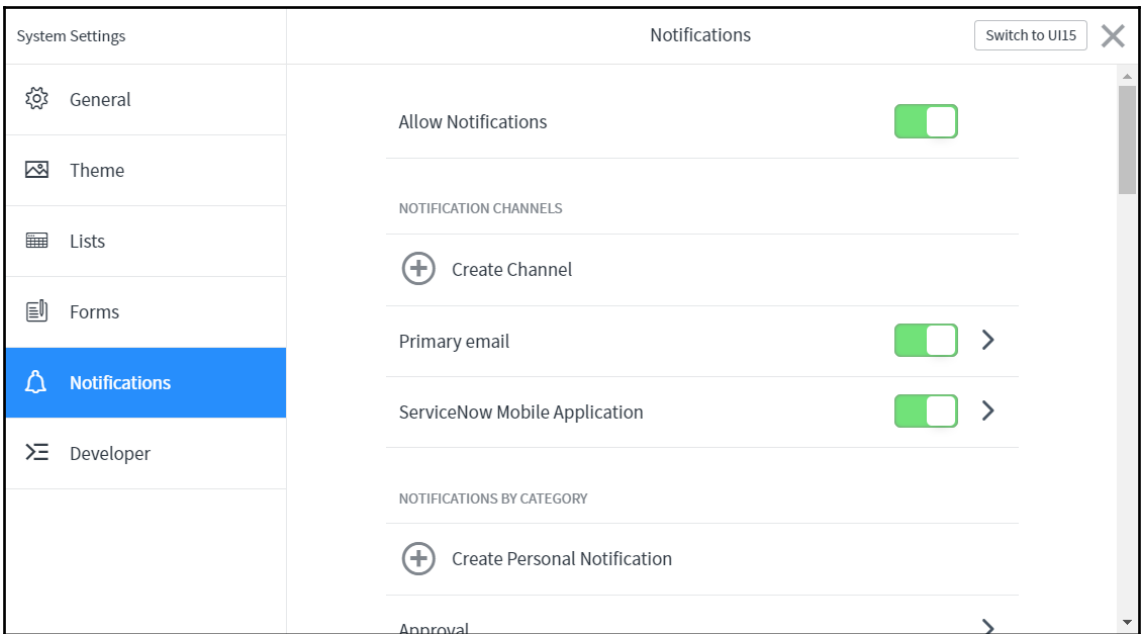 System Settings
Notifications
Switch to UI15
General
Theme
Lists
Forms
Notifications
Developer
Allow Notifications
NOTIFICATION CHANNELS
Create Channel
Primary email
ServiceNow Mobile Application
NOTIFICATIONS BY CATEGORY
Create Personal Notification
Approval